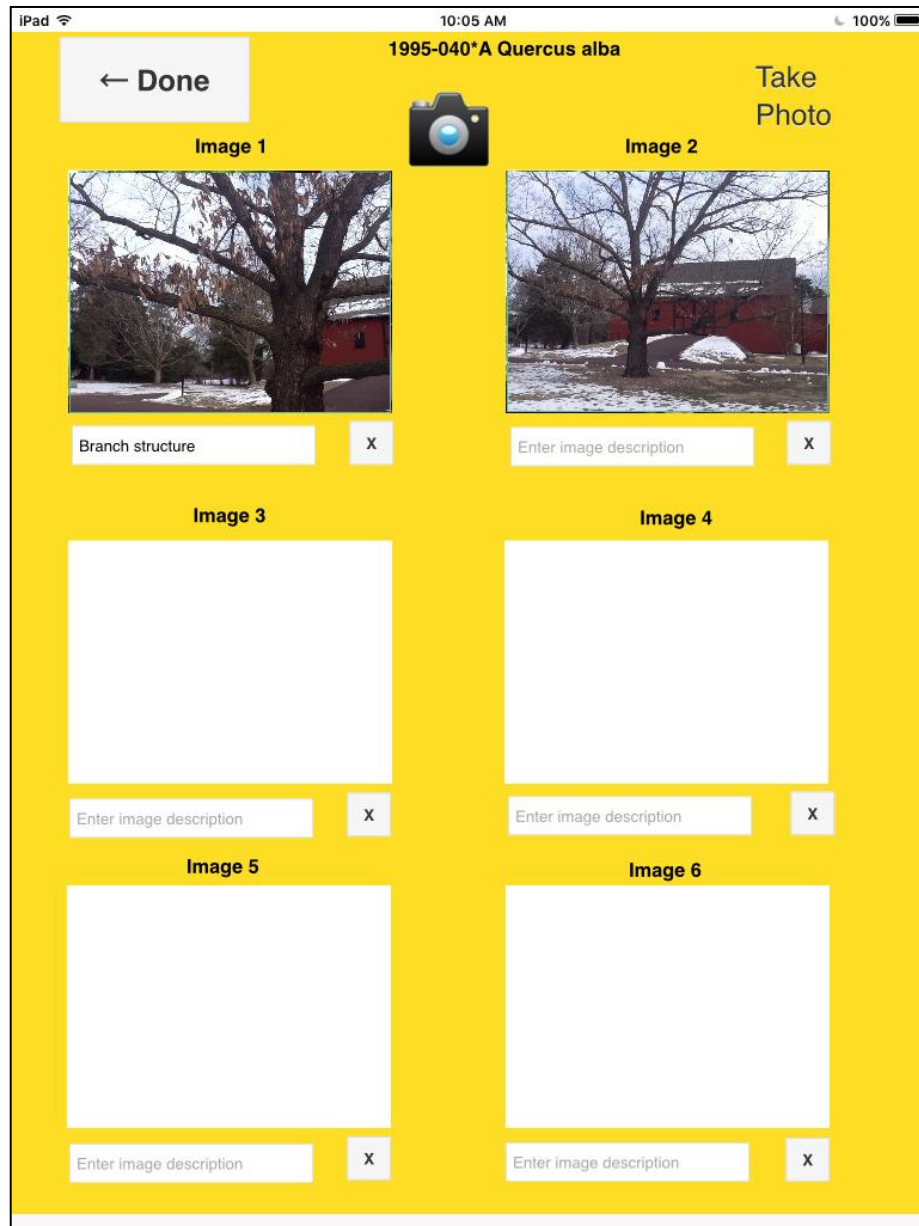 iPad 10:05 AM 100%
1995-040*A Quercus alba
← Done
Take
Photo
Image 1 Image 2
Branch structure X Enter image description X
Image 3 Image 4
Enter image description X Enter image description X
Image 5 Image 6
Enter image description X Enter image description X